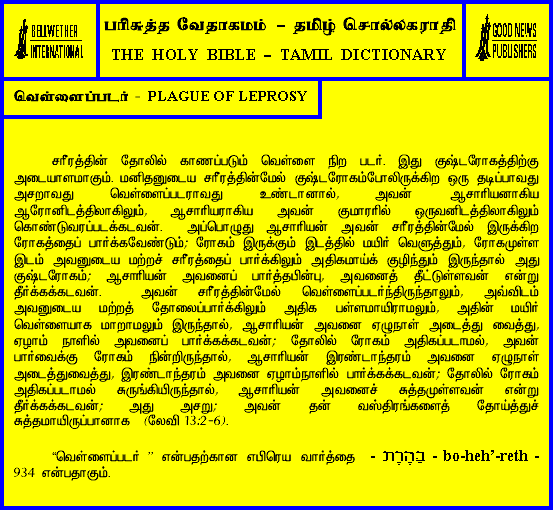 BELLWETHER
INTERNATIONAL
பரிசுத்த வேதாகமம் – தமிழ் சொல்லகராதி
THE HOLY BIBLE – TAMIL DICTIONARY
GOOD NEWS
PUBLISHERS
வெள்ளைப்படர் - PLAGUE OF LEPROSY
சரீரத்தின் தோலில் காணப்படும் வெள்ளை நிற படர். இது குஷ்டரோகத்திற்கு
அடையாளமாகும். மனிதனுடைய சரீரத்தின்மேல் குஷ்டரோகம்போலிருக்கிற ஒரு தடிப்பாவது
அசறாவது வெள்ளைப்படராவது உண்டானால், அவன் ஆசாரியனாகிய
ஆரோனிடத்திலாகிலும், ஆசாரியராகிய அவன் குமாரரில் ஒருவனிடத்திலாகிலும்
கொண்டுவரப்படக்கடவன். அப்பொழுது ஆசாரியன் அவன் சரீரத்தின்மேல் இருக்கிற
ரோகத்தைப் பார்க்கவேண்டும்; ரோகம் இருக்கும் இடத்தில் மயிர் வெளுத்தும், ரோகமுள்ள
இடம் அவனுடைய மற்றச் சரீரத்தைப் பார்க்கிலும் அதிகமாய்க் குழிந்தும் இருந்தால் அது
குஷ்டரோகம்; ஆசாரியன் அவனைப் பார்த்தபின்பு, அவனைத் தீட்டுள்ளவன் என்று
தீர்க்கக்கடவன். அவன் சரீரத்தின்மேல் வெள்ளைப்படர்ந்திருந்தாலும், அவ்விடம்
அவனுடைய மற்றத் தோலைப்பார்க்கிலும் அதிக பள்ளமாயிராமலும், அதின் மயிர்
வெள்ளையாக மாறாமலும் இருந்தால், ஆசாரியன் அவனை ஏழுநாள் அடைத்து வைத்து,
ஏழாம் நாளில் அவனைப் பார்க்கக்கடவன்; தோலில் ரோகம் அதிகப்படாமல், அவன்
பார்வைக்கு ரோகம் நின்றிருந்தால், ஆசாரியன் இரண்டாந்தரம் அவனை ஏழுநாள்
அடைத்துவைத்து, இரண்டாந்தரம் அவனை ஏழாம்நாளில் பார்க்கக்கடவன்; தோலில் ரோகம்
அதிகப்படாமல் சுருங்கியிருந்தால், ஆசாரியன் அவனைச் சுத்தமுள்ளவன் என்று
தீர்க்கக்கடவன்; அது அசறு; அவன் தன் வஸ்திரங்களைத் தோய்த்துச்
சுத்தமாயிருப்பானாக (லேவி 13:2-6).
“வெள்ளைப்படர் ” என்பதற்கான எபிரெய வார்த்தை - בַּהֶרֶת - bo-heh’-reth -
934 என்பதாகும்.